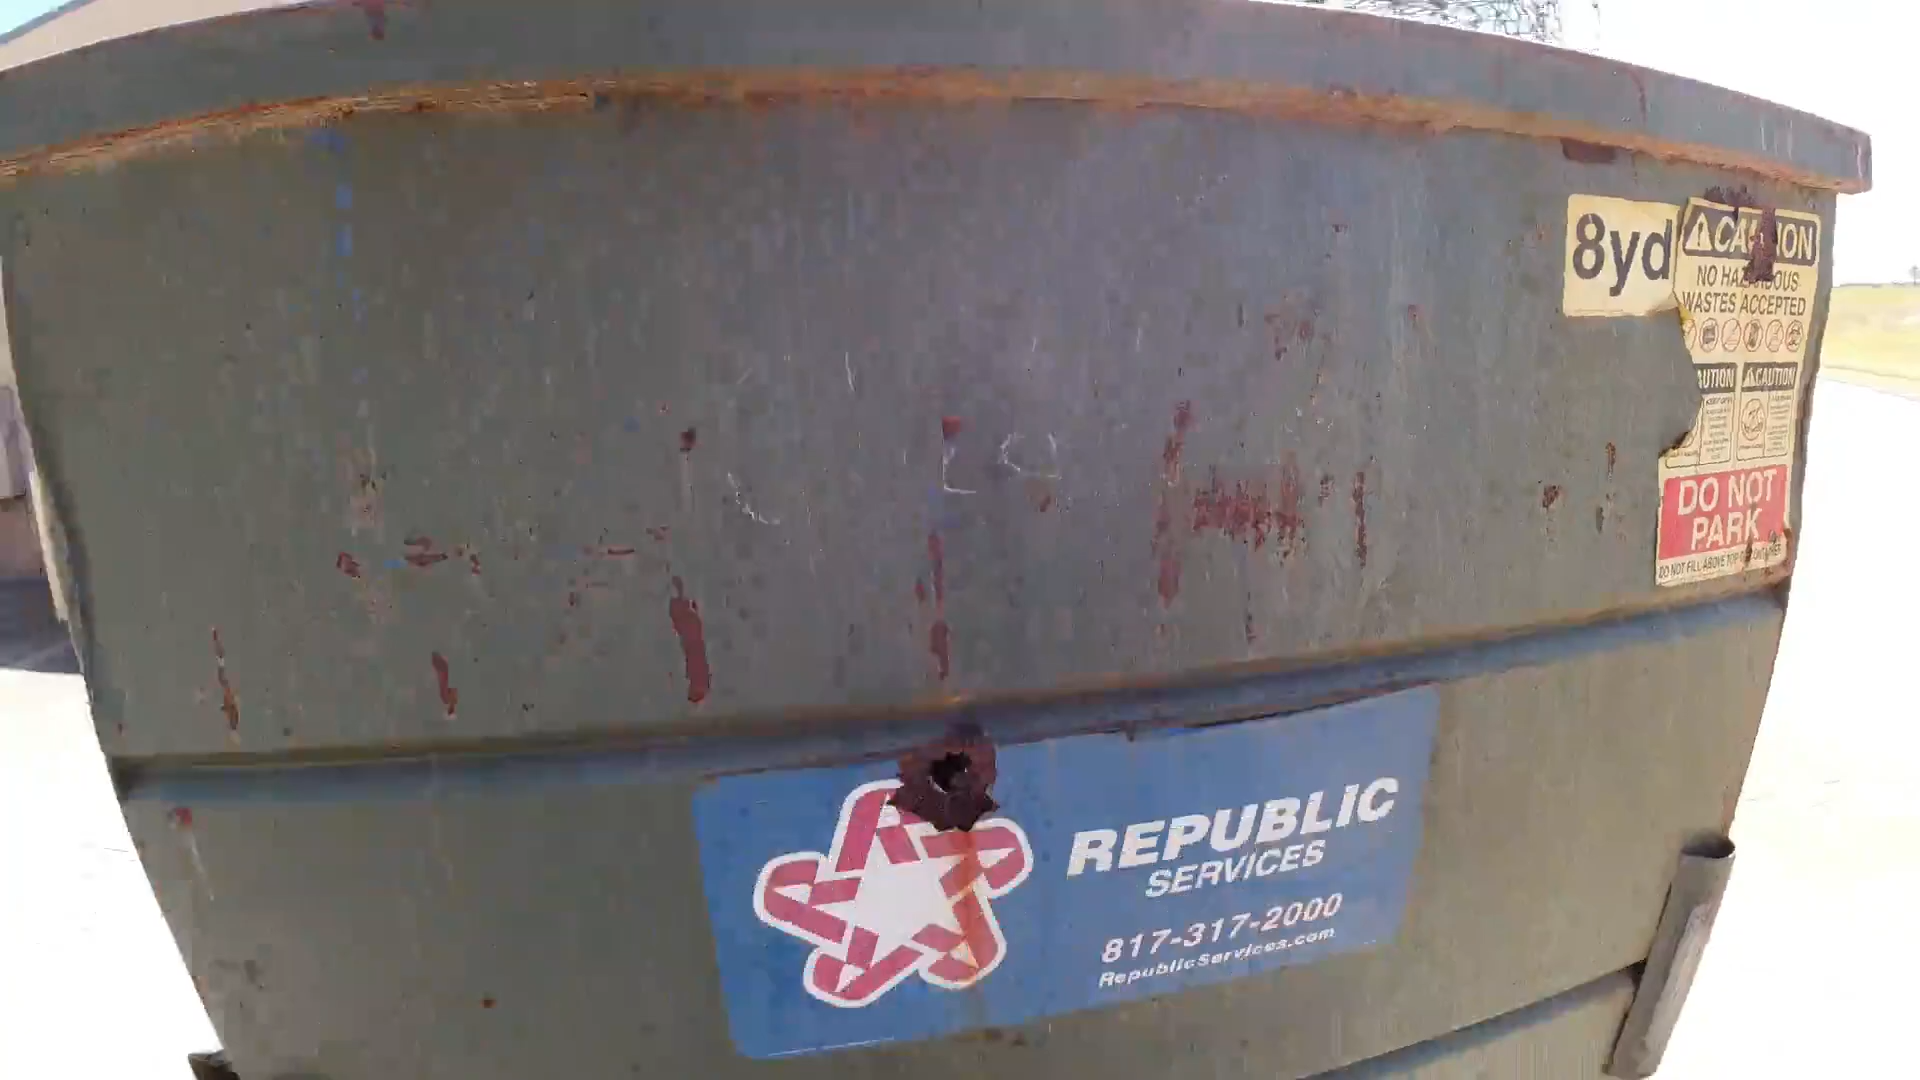 8yd
CAUTION
NO HAZARDOUS
WASTES ACCEPTED
CAUTION
CAUTION
DO NOT
PARK
DO NOT FILL ABOVE TOP OF CONTAINER
REPUBLIC
SERVICES
817-317-2000
RepublicServices.com